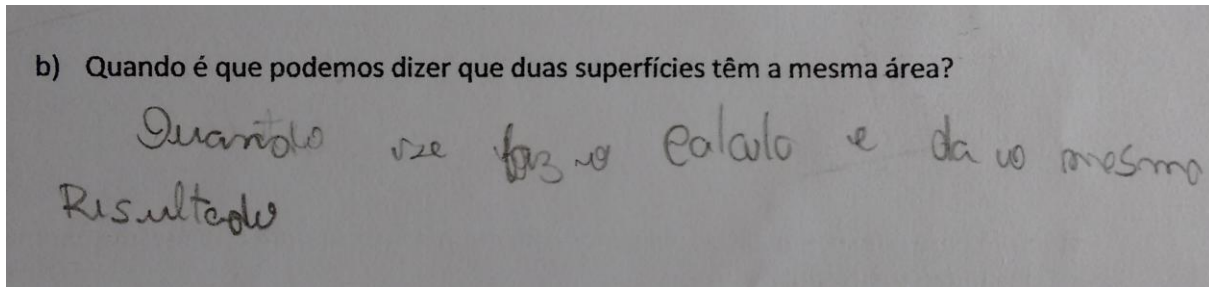 b) Quando é que podemos dizer que duas superfícies têm a mesma área?
Quando se faz o Calculo e da o mesmo
Resultado